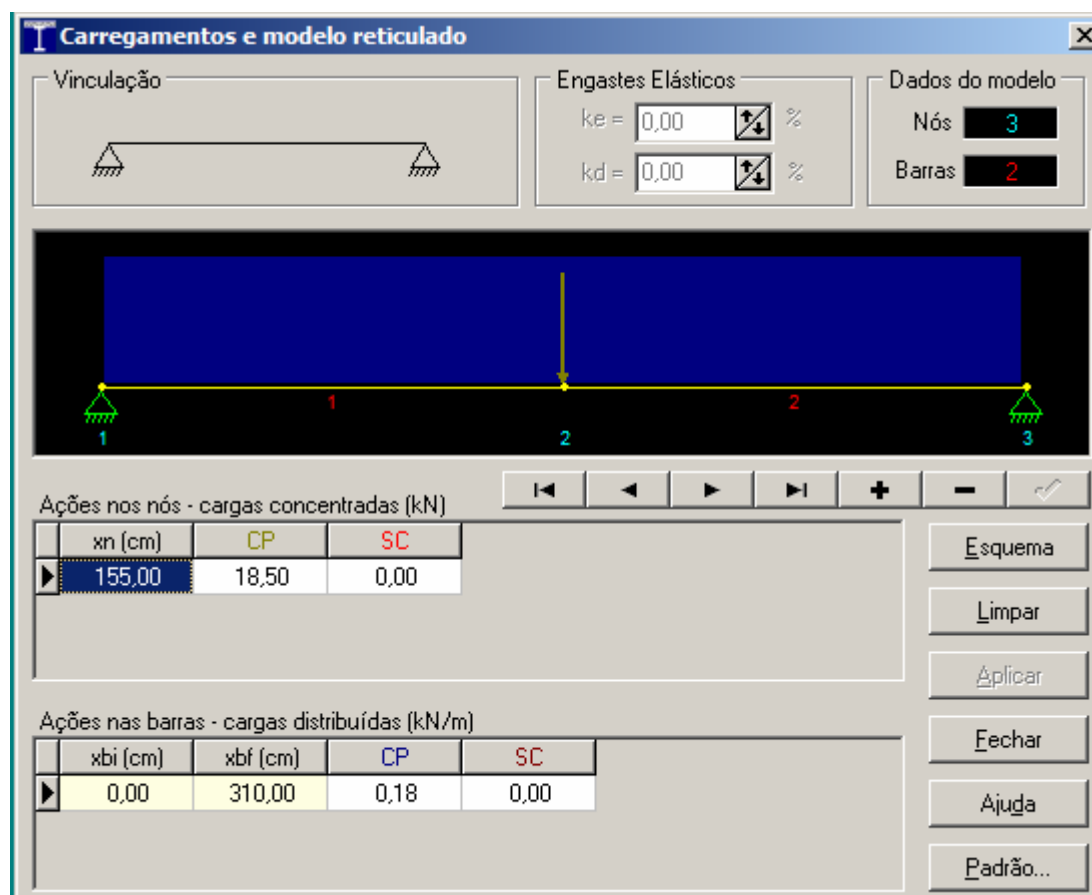 Carregamentos e modelo reticulado
Vinculação
Engastes Elásticos
ke = 0,00 %
kd = 0,00 %
Dados do modelo
Nós 3
Barras 2
1 2
1 2 3
Ações nos nós - cargas concentradas (kN)
xn (cm) CP SC
155,00 18,50 0,00
Ações nas barras - cargas distribuídas (kN/m)
xbi (cm) xbf (cm) CP SC
0,00 310,00 0,18 0,00
Esquema
Limpar
Aplicar
Fechar
Ajuda
Padrão...